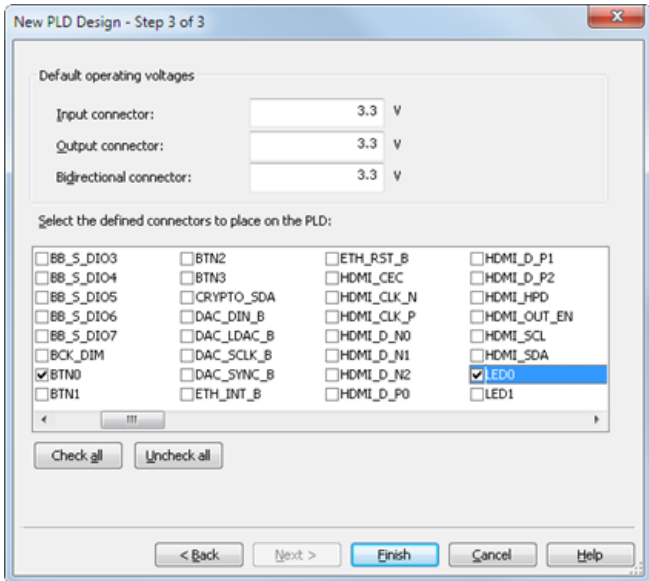 New PLD Design - Step 3 of 3
Default operating voltages
Input connector: 3.3 V
Output connector: 3.3 V
Bidirectional connector: 3.3 V
Select the defined connectors to place on the PLD:
BB_S_DIO3 BTN2 ETH_RST_B HDMI_D_P1
BB_S_DIO4 BTN3 HDMI_CEC HDMI_D_P2
BB_S_DIO5 CRYPTO_SDA HDMI_CLK_N HDMI_HPD
BB_S_DIO6 DAC_DIN_B HDMI_CLK_P HDMI_OUT_EN
BB_S_DIO7 DAC_LDAC_B HDMI_D_N0 HDMI_SCL
BCK_DIM DAC_SCLK_B HDMI_D_N1 HDMI_SDA
BTN0 DAC_SYNC_B HDMI_D_N2 LED0
BTN1 ETH_INT_B HDMI_D_P0 LED1
Check all Uncheck all
< Back Next > Finish Cancel Help